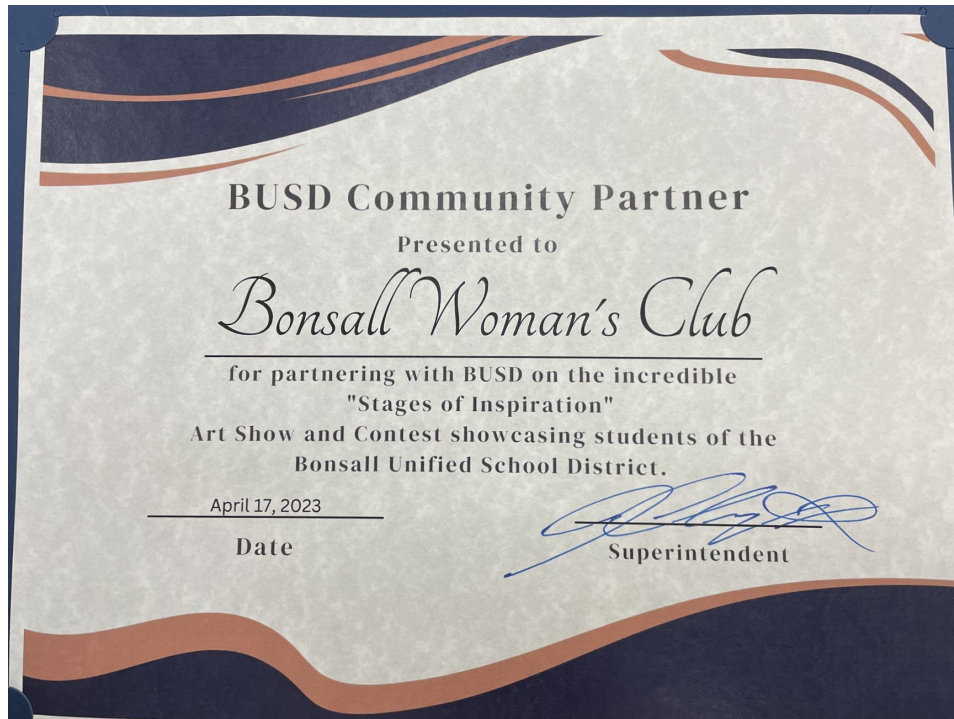 BUSD Community Partner
Presented to
Bonsall Woman's Club
for partnering with BUSD on the incredible
"Stages of Inspiration"
Art Show and Contest showcasing students of the
Bonsall Unified School District.
April 17, 2023
Date
Superintendent